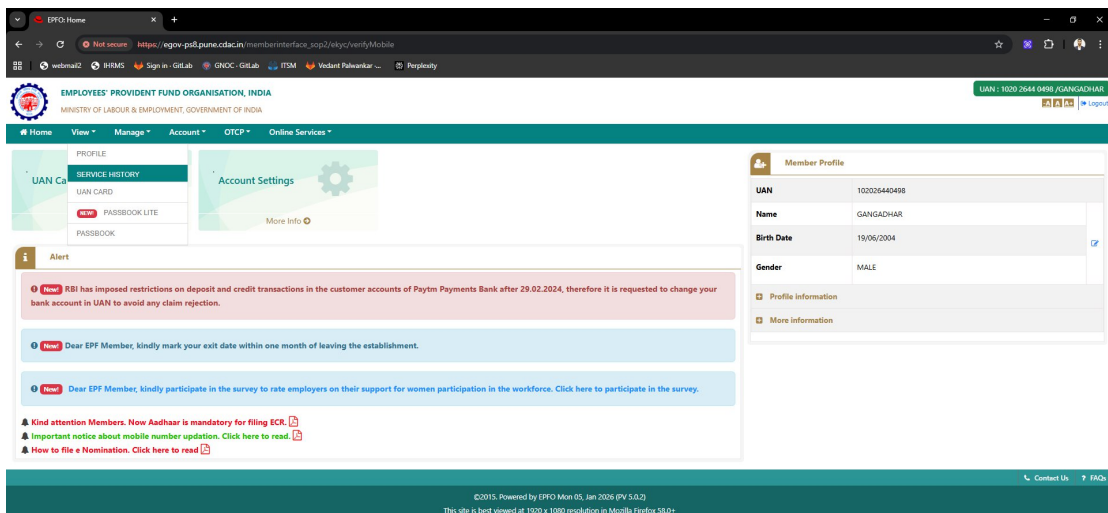 EPFO: Home
Not secure https://egov-ps8.pune.cdac.in/memberinterface_sop2/ekyc/verifyMobile
webmail2 IHRMS Sign in · GitLab GNOC · GitLab ITSM Vedant Palwankar -... Perplexity
EMPLOYEES' PROVIDENT FUND ORGANISATION, INDIA
MINISTRY OF LABOUR & EMPLOYMENT, GOVERNMENT OF INDIA
UAN : 1020 2644 0498 /GANGADHAR
-A A A+ Logout
Home View Manage Account OTCP Online Services
PROFILE
SERVICE HISTORY
UAN CARD
NEW! PASSBOOK LITE
PASSBOOK
UAN Ca
Account Settings
More Info
Member Profile
UAN 102026440498
Name GANGADHAR
Birth Date 19/06/2004
Gender MALE
Profile information
More information
Alert
New! RBI has imposed restrictions on deposit and credit transactions in the customer accounts of Paytm Payments Bank after 29.02.2024, therefore it is requested to change your
bank account in UAN to avoid any claim rejection.
New! Dear EPF Member, kindly mark your exit date within one month of leaving the establishment.
New! Dear EPF Member, kindly participate in the survey to rate employers on their support for women participation in the workforce. Click here to participate in the survey.
Kind attention Members. Now Aadhaar is mandatory for filing ECR.
Important notice about mobile number updation. Click here to read.
How to file e Nomination. Click here to read
Contact Us ? FAQs
©2015. Powered by EPFO Mon 05, Jan 2026 (PV 5.0.2)
This site is best viewed at 1920 x 1080 resolution in Mozilla Firefox 58.0+